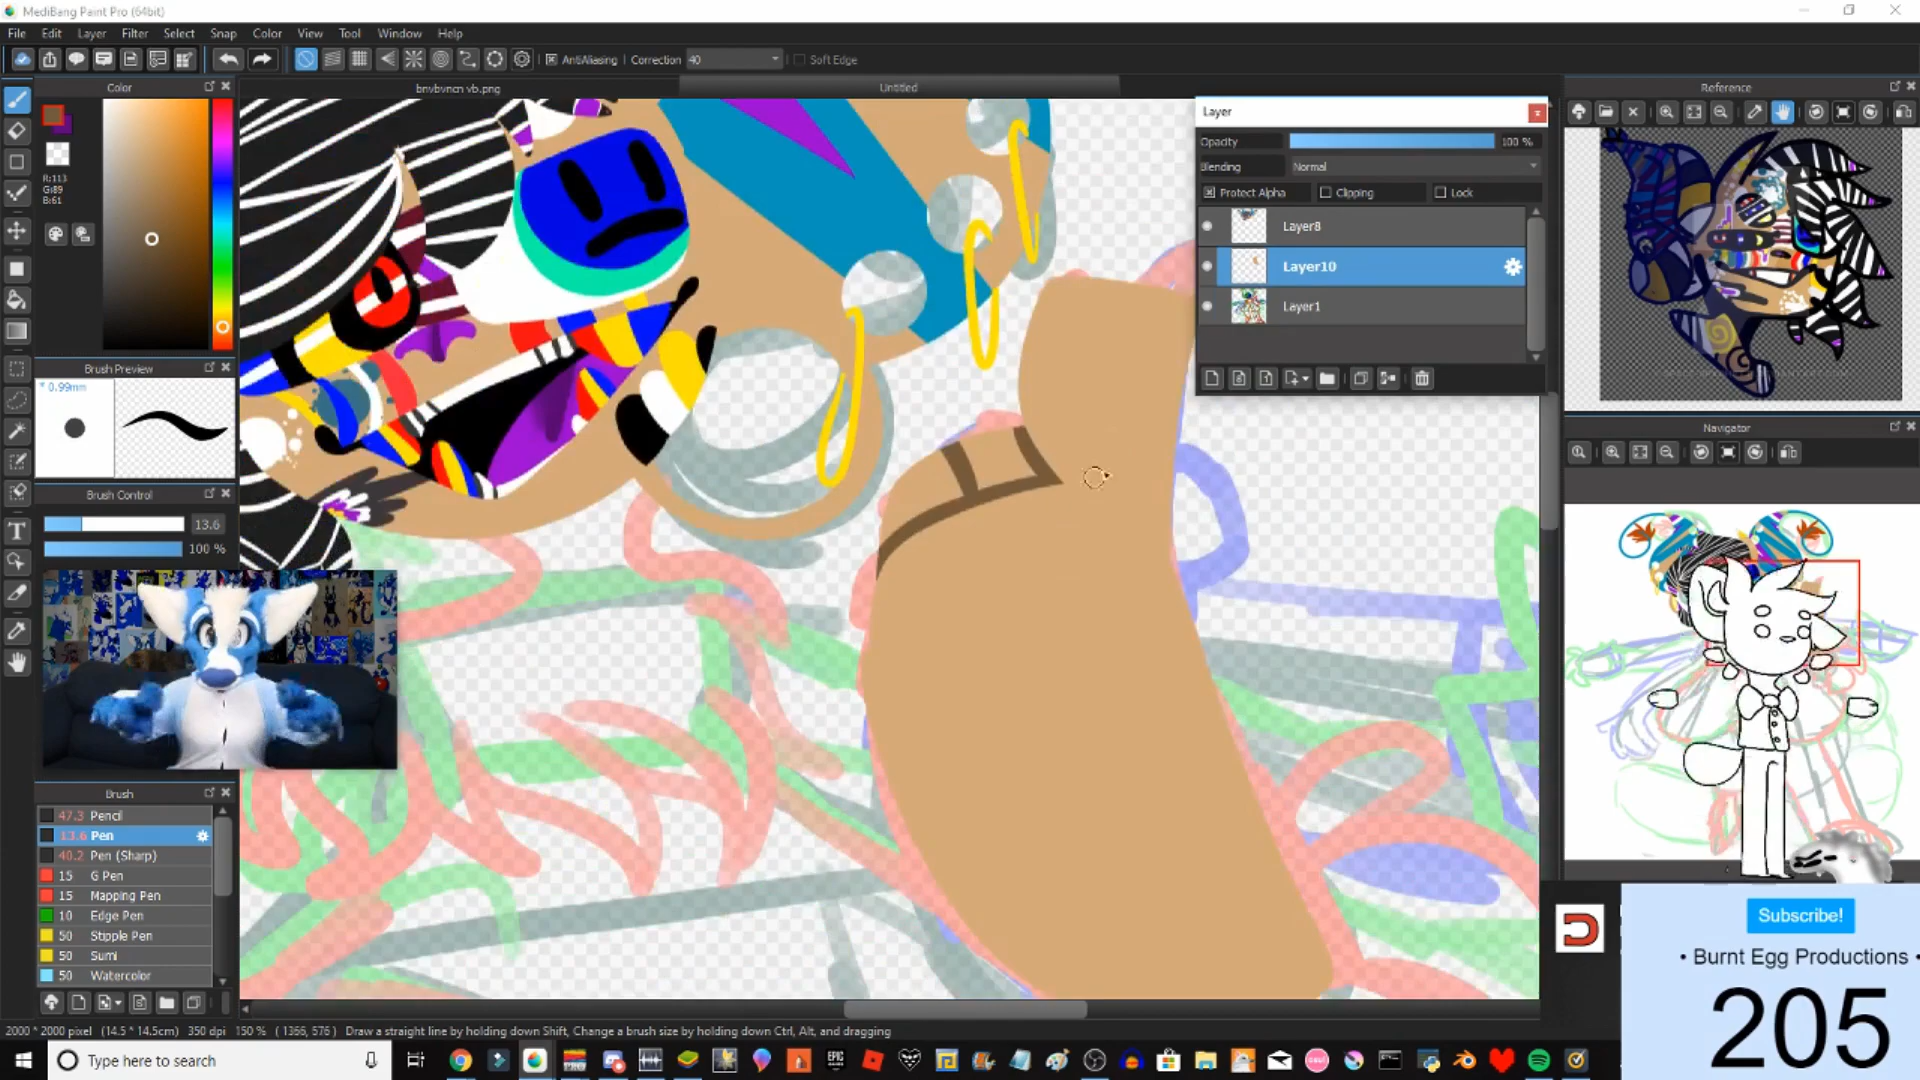 MediBang Paint Pro (64bit)
File Edit Layer Filter Select Snap Color View Tool Window Help
AntiAliasing Correction 40 Soft Edge
Color
bnvbvncn vb.png
Untitled
Reference
Layer
Opacity 100 %
Blending Normal
Protect Alpha Clipping Lock
Layer8
Layer10
Layer1
R:113
G:89
B:61
Brush Preview
* 0.99mm
Navigator
Brush Control
13.6
100 %
Brush
47.3 Pencil
13.6 Pen
40.2 Pen (Sharp)
15 G Pen
15 Mapping Pen
10 Edge Pen
50 Stipple Pen
50 Sumi
50 Watercolor
Subscribe!
• Burnt Egg Productions •
205
2000 * 2000 pixel (14.5 * 14.5cm) 350 dpi 150 % ( 1366, 576 ) Draw a straight line by holding down Shift, Change a brush size by holding down Ctrl, Alt, and dragging
Type here to search
EPIC